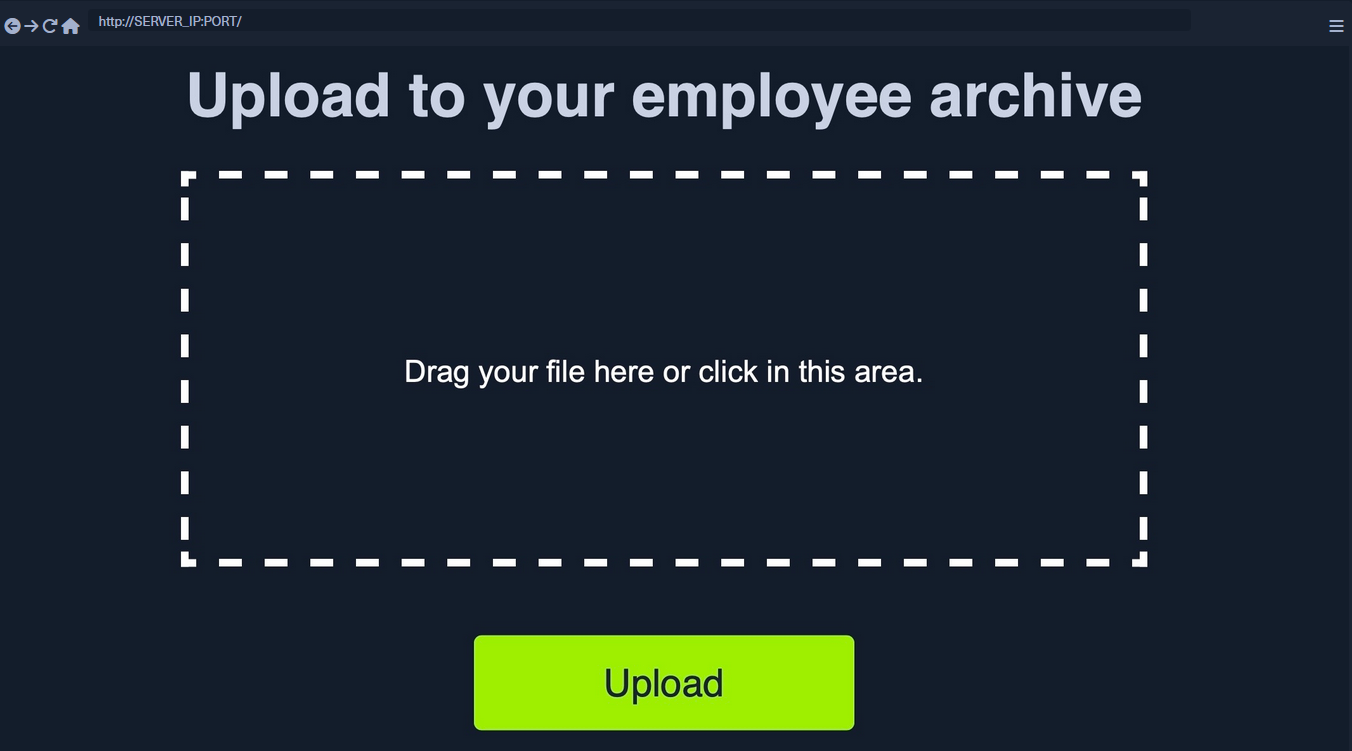 http://SERVER_IP:PORT/
Upload to your employee archive
Drag your file here or click in this area.
Upload